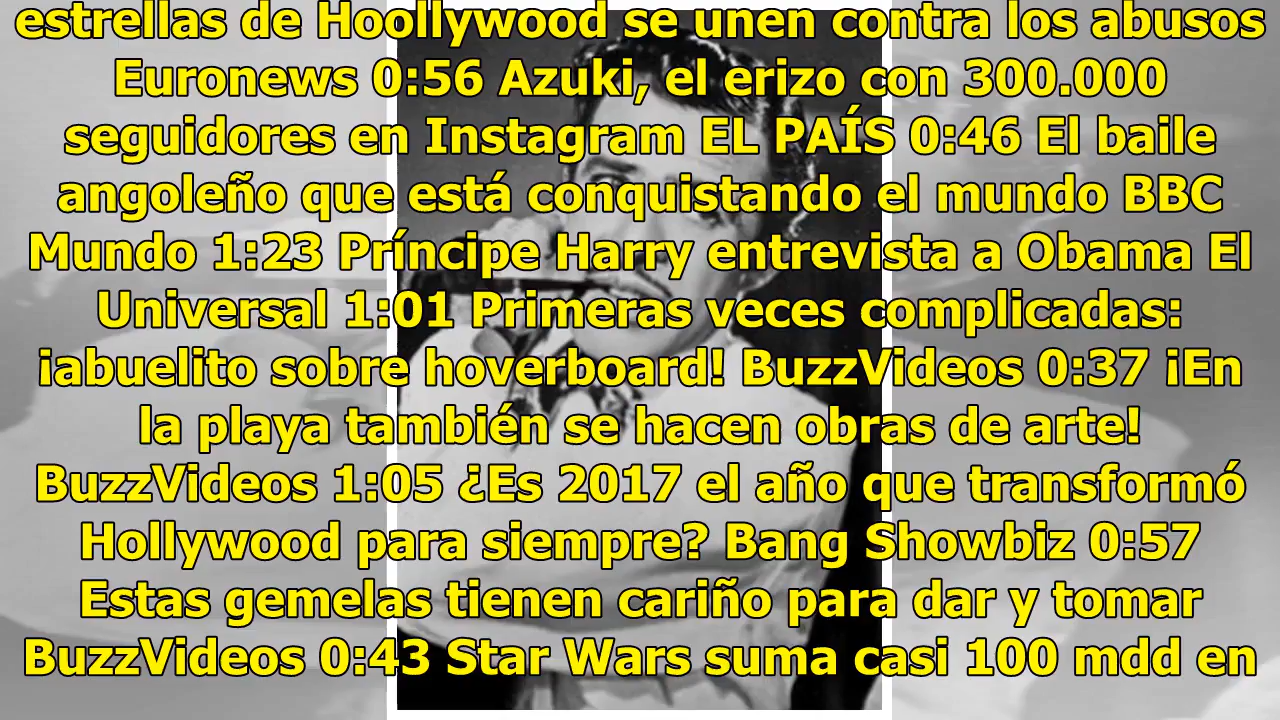 estrellas de Hoollywood se unen contra los abusos
Euronews 0:56 Azuki, el erizo con 300.000
seguidores en Instagram EL PAÍS 0:46 El baile
angoleño que está conquistando el mundo BBC
Mundo 1:23 Príncipe Harry entrevista a Obama El
Universal 1:01 Primeras veces complicadas:
¡abuelito sobre hoverboard! BuzzVideos 0:37 ¡En
la playa también se hacen obras de arte!
BuzzVideos 1:05 ¿Es 2017 el año que transformó
Hollywood para siempre? Bang Showbiz 0:57
Estas gemelas tienen cariño para dar y tomar
BuzzVideos 0:43 Star Wars suma casi 100 mdd en